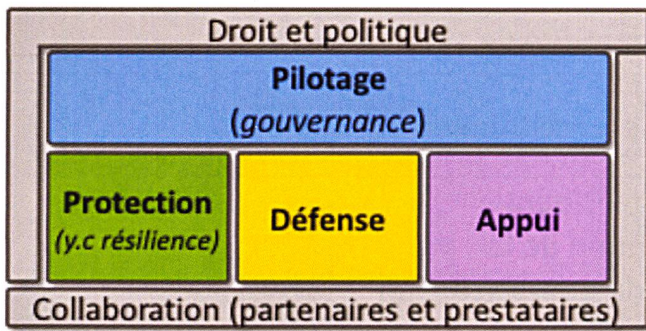 Droit et politique
Pilotage
(gouvernance)
Protection
(y.c résilience)
Défense
Appui
Collaboration (partenaires et prestataires)